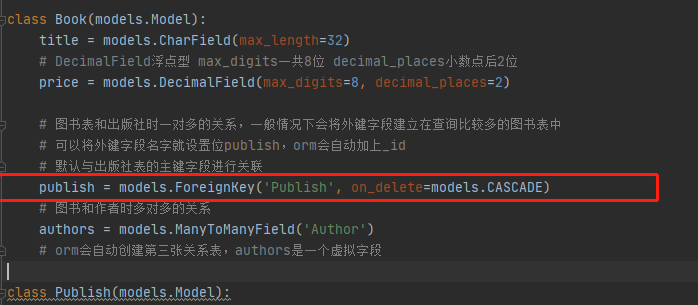 class Book(models.Model):
    title = models.CharField(max_length=32)
    # DecimalField浮点型 max_digits一共8位 decimal_places小数点后2位
    price = models.DecimalField(max_digits=8, decimal_places=2)
    # 图书表和出版社时一对多的关系，一般情况下会将外键字段建立在查询比较多的图书表中
    # 可以将外键字段名字就设置位publish，orm会自动加上_id
    # 默认与出版社表的主键字段进行关联
    publish = models.ForeignKey('Publish', on_delete=models.CASCADE)
    # 图书和作者时多对多的关系
    authors = models.ManyToManyField('Author')
    # orm会自动创建第三张关系表，authors是一个虚拟字段
class Publish(models.Model):